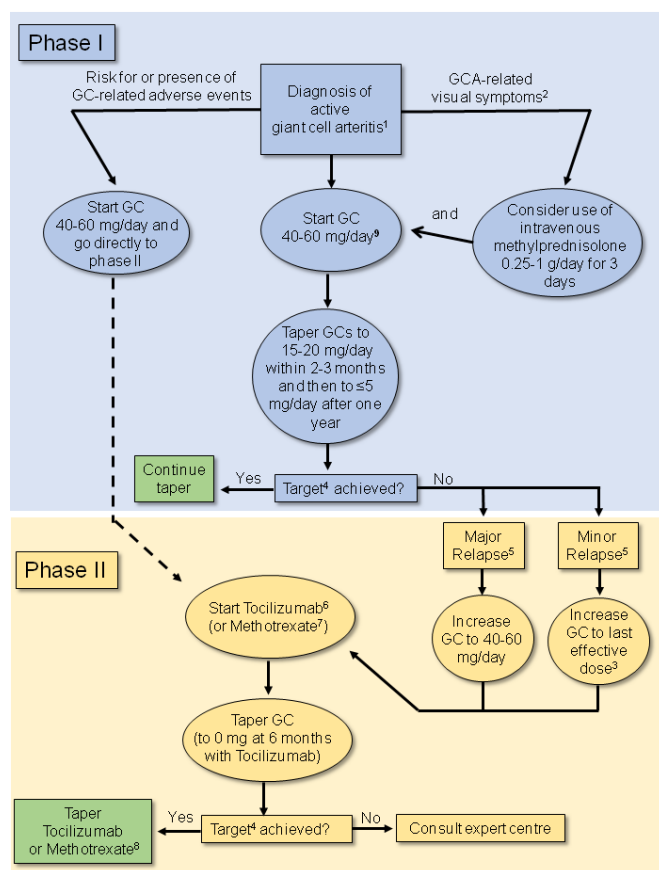 Phase I
Risk for or presence of
GC-related adverse events
Diagnosis of
active
giant cell arteritis¹
GCA-related
visual symptoms²
Start GC
40-60 mg/day and
go directly to
phase II
Start GC
40-60 mg/day⁹
and
Consider use of
intravenous
methylprednisolone
0.25-1 g/day for 3
days
Taper GCs to
15-20 mg/day
within 2-3 months
and then to ≤5
mg/day after one
year
Continue
taper
Yes
Target⁴ achieved?
No
Phase II
Major
Relapse⁵
Minor
Relapse⁵
Start Tocilizumab⁶
(or Methotrexate⁷)
Increase
GC to 40-60
mg/day
Increase
GC to last
effective
dose³
Taper GC
(to 0 mg at 6 months
with Tocilizumab)
Taper
Tocilizumab
or Methotrexate⁸
Yes
Target⁴ achieved?
No
Consult expert centre